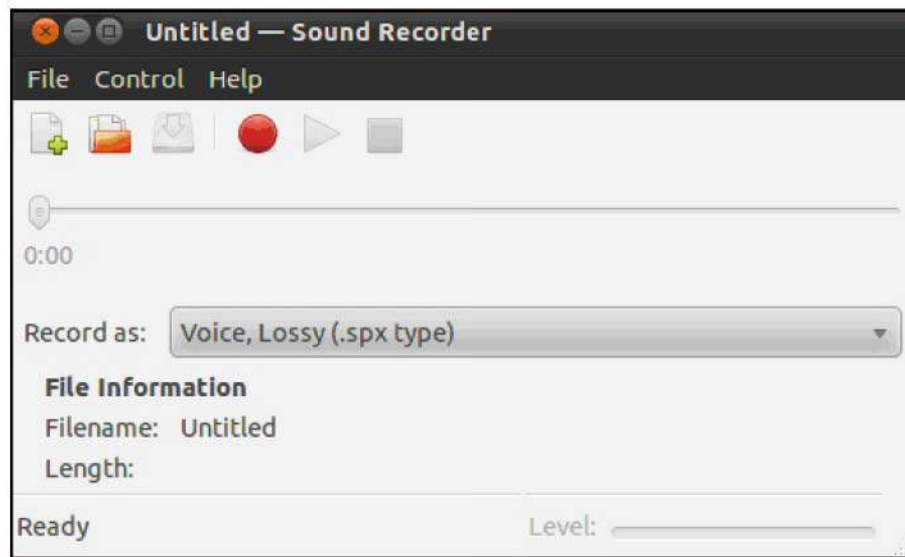 Untitled — Sound Recorder
File Control Help
0:00
Record as: Voice, Lossy (.spx type)
File Information
Filename: Untitled
Length:
Ready Level: